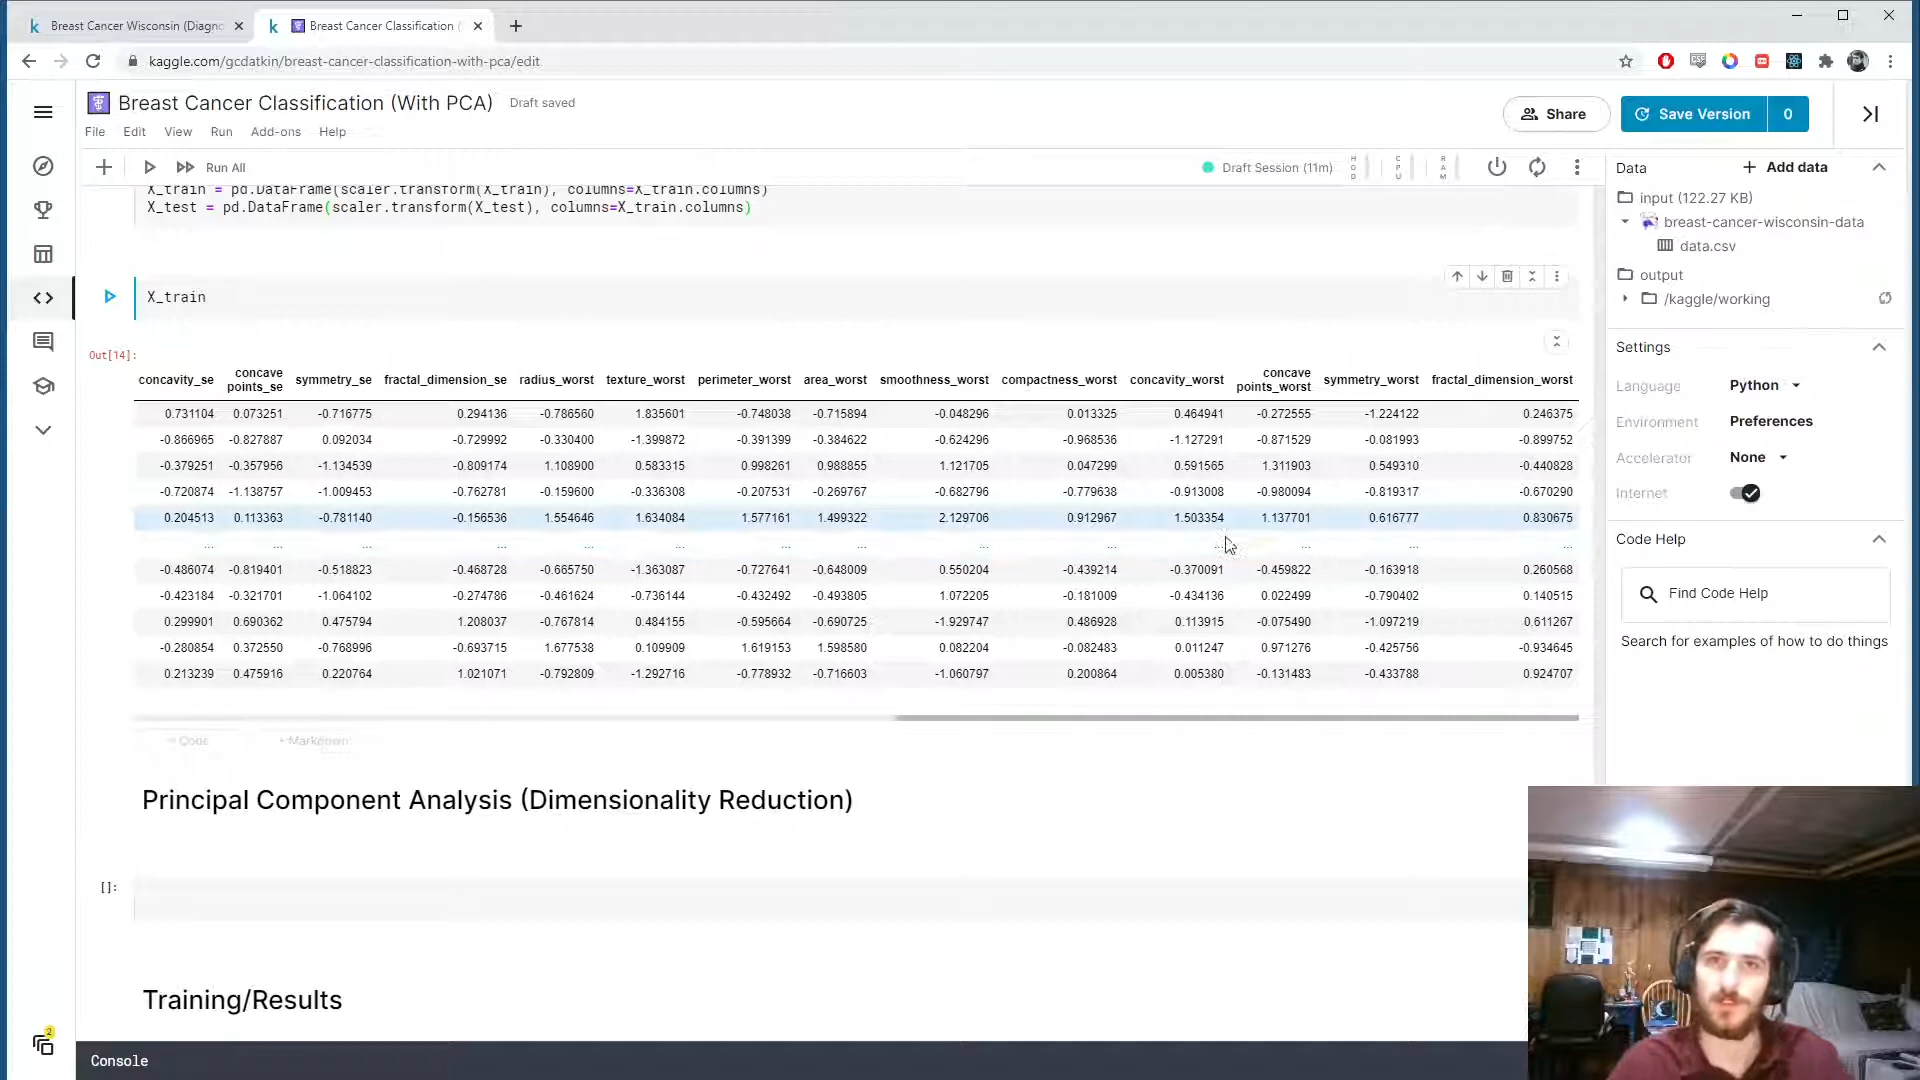 Breast Cancer Wisconsin (Diagno
Breast Cancer Classification (
kaggle.com/gcdatkin/breast-cancer-classification-with-pca/edit
Breast Cancer Classification (With PCA) Draft saved
Share
Save Version 0
File Edit View Run Add-ons Help
Run All
Draft Session (11m)
HDD
CPU
RAM
X_train = pd.DataFrame(scaler.transform(X_train), columns=X_train.columns)
X_test = pd.DataFrame(scaler.transform(X_test), columns=X_train.columns)
X_train
Out[14]:
concavity_se concave points_se symmetry_se fractal_dimension_se radius_worst texture_worst perimeter_worst area_worst smoothness_worst compactness_worst concavity_worst concave points_worst symmetry_worst fractal_dimension_worst
0.731104 0.073251 -0.716775 0.294136 -0.786560 1.835601 -0.748038 -0.715894 -0.048296 0.013325 0.464941 -0.272555 -1.224122 0.246375
-0.866965 -0.827887 0.092034 -0.729992 -0.330400 -1.399872 -0.391399 -0.384622 -0.624296 -0.968536 -1.127291 -0.871529 -0.081993 -0.899752
-0.379251 -0.357956 -1.134539 -0.809174 1.108900 0.583315 0.998261 0.988855 1.121705 0.047299 0.591565 1.311903 0.549310 -0.440828
-0.720874 -1.138757 -1.009453 -0.762781 -0.159600 -0.336308 -0.207531 -0.269767 -0.682796 -0.779638 -0.913008 -0.980094 -0.819317 -0.670290
0.204513 0.113363 -0.781140 -0.156536 1.554646 1.634084 1.577161 1.499322 2.129706 0.912967 1.503354 1.137701 0.616777 0.830675
... ... ... ... ... ... ... ... ... ... ... ... ... ...
-0.486074 -0.819401 -0.518823 -0.468728 -0.665750 -1.363087 -0.727641 -0.648009 0.550204 -0.439214 -0.370091 -0.459822 -0.163918 0.260568
-0.423184 -0.321701 -1.064102 -0.274786 -0.461624 -0.736144 -0.432492 -0.493805 1.072205 -0.181009 -0.434136 0.022499 -0.790402 0.140515
0.299901 0.690362 0.475794 1.208037 -0.767814 0.484155 -0.595664 -0.690725 -1.929747 0.486928 0.113915 -0.075490 -1.097219 0.611267
-0.280854 0.372550 -0.768996 -0.693715 1.677538 0.109909 1.619153 1.598580 0.082204 -0.082483 0.011247 0.971276 -0.425756 -0.934645
0.213239 0.475916 0.220764 1.021071 -0.792809 -1.292716 -0.778932 -0.716603 -1.060797 0.200864 0.005380 -0.131483 -0.433788 0.924707
+ Code + Markdown
Principal Component Analysis (Dimensionality Reduction)
[]:
Training/Results
Console
2
Data
Add data
input (122.27 KB)
breast-cancer-wisconsin-data
data.csv
output
/kaggle/working
Settings
Language Python
Environment Preferences
Accelerator None
Internet
Code Help
Find Code Help
Search for examples of how to do things